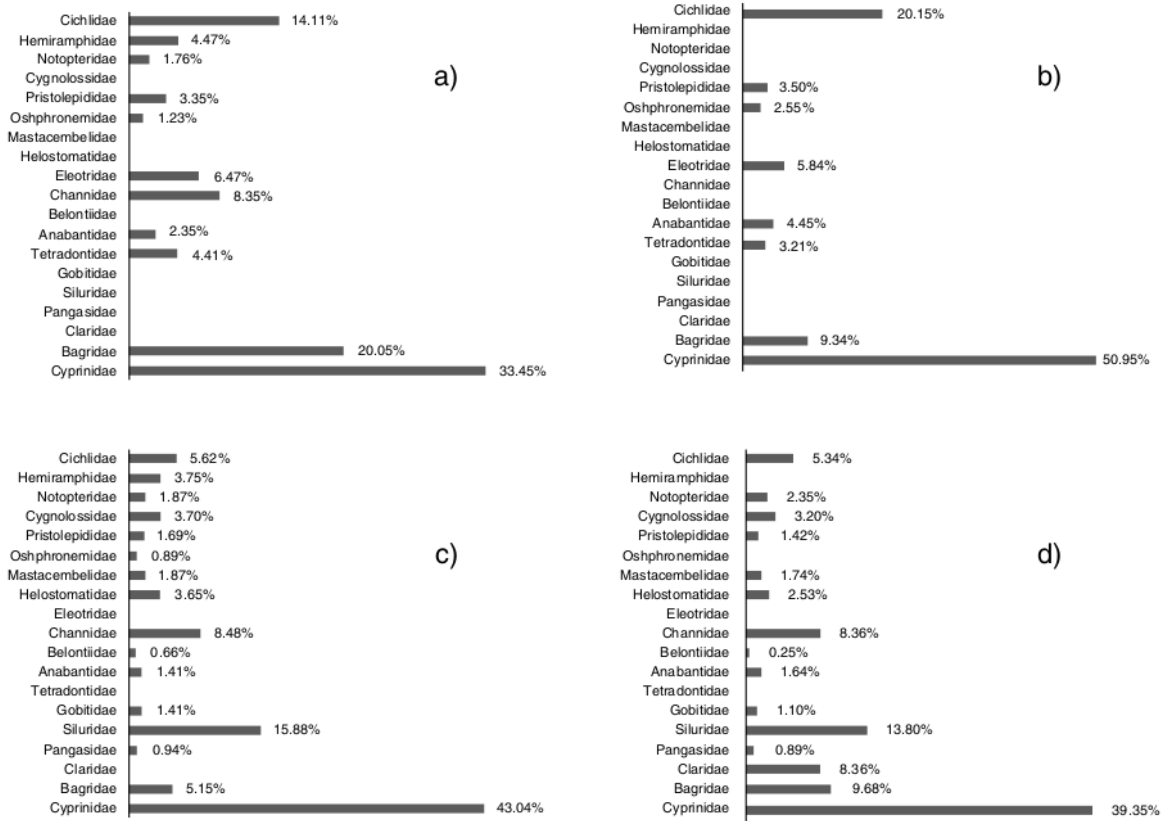 Cichlidae 14.11%
Hemiramphidae 4.47%
Notopteridae 1.76%
Cygnolossidae
a)
Pristolepididae 3.35%
Oshphronemidae 1.23%
Mastacembelidae
Helostomatidae
Eleotridae 6.47%
Channidae 8.35%
Belontiidae
Anabantidae 2.35%
Tetradontidae 4.41%
Gobitidae
Siluridae
Pangasidae
Claridae
Bagridae 20.05%
Cyprinidae 33.45%
Cichlidae 20.15%
Hemiramphidae
Notopteridae
Cygnolossidae
b)
Pristolepididae 3.50%
Oshphronemidae 2.55%
Mastacembelidae
Helostomatidae
Eleotridae 5.84%
Channidae
Belontiidae
Anabantidae 4.45%
Tetradontidae 3.21%
Gobitidae
Siluridae
Pangasidae
Claridae
Bagridae 9.34%
Cyprinidae 50.95%
Cichlidae 5.62%
Hemiramphidae 3.75%
Notopteridae 1.87%
Cygnolossidae 3.70%
Pristolepididae 1.69%
Oshphronemidae 0.89%
c)
Mastacembelidae 1.87%
Helostomatidae 3.65%
Eleotridae
Channidae 8.48%
Belontiidae 0.66%
Anabantidae 1.41%
Tetradontidae
Gobitidae 1.41%
Siluridae 15.88%
Pangasidae 0.94%
Claridae
Bagridae 5.15%
Cyprinidae 43.04%
Cichlidae 5.34%
Hemiramphidae
Notopteridae 2.35%
Cygnolossidae 3.20%
Pristolepididae 1.42%
Oshphronemidae
d)
Mastacembelidae 1.74%
Helostomatidae 2.53%
Eleotridae
Channidae 8.36%
Belontiidae 0.25%
Anabantidae 1.64%
Tetradontidae
Gobitidae 1.10%
Siluridae 13.80%
Pangasidae 0.89%
Claridae 8.36%
Bagridae 9.68%
Cyprinidae 39.35%